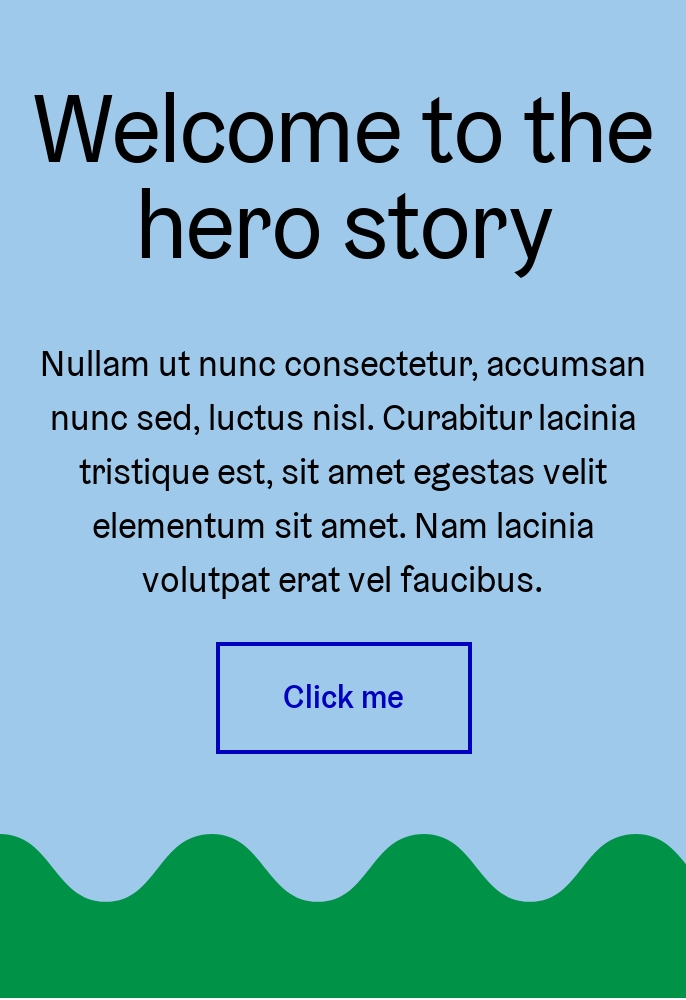 Welcome to the
hero story
Nullam ut nunc consectetur, accumsan
nunc sed, luctus nisl. Curabitur lacinia
tristique est, sit amet egestas velit
elementum sit amet. Nam lacinia
volutpat erat vel faucibus.
Click me